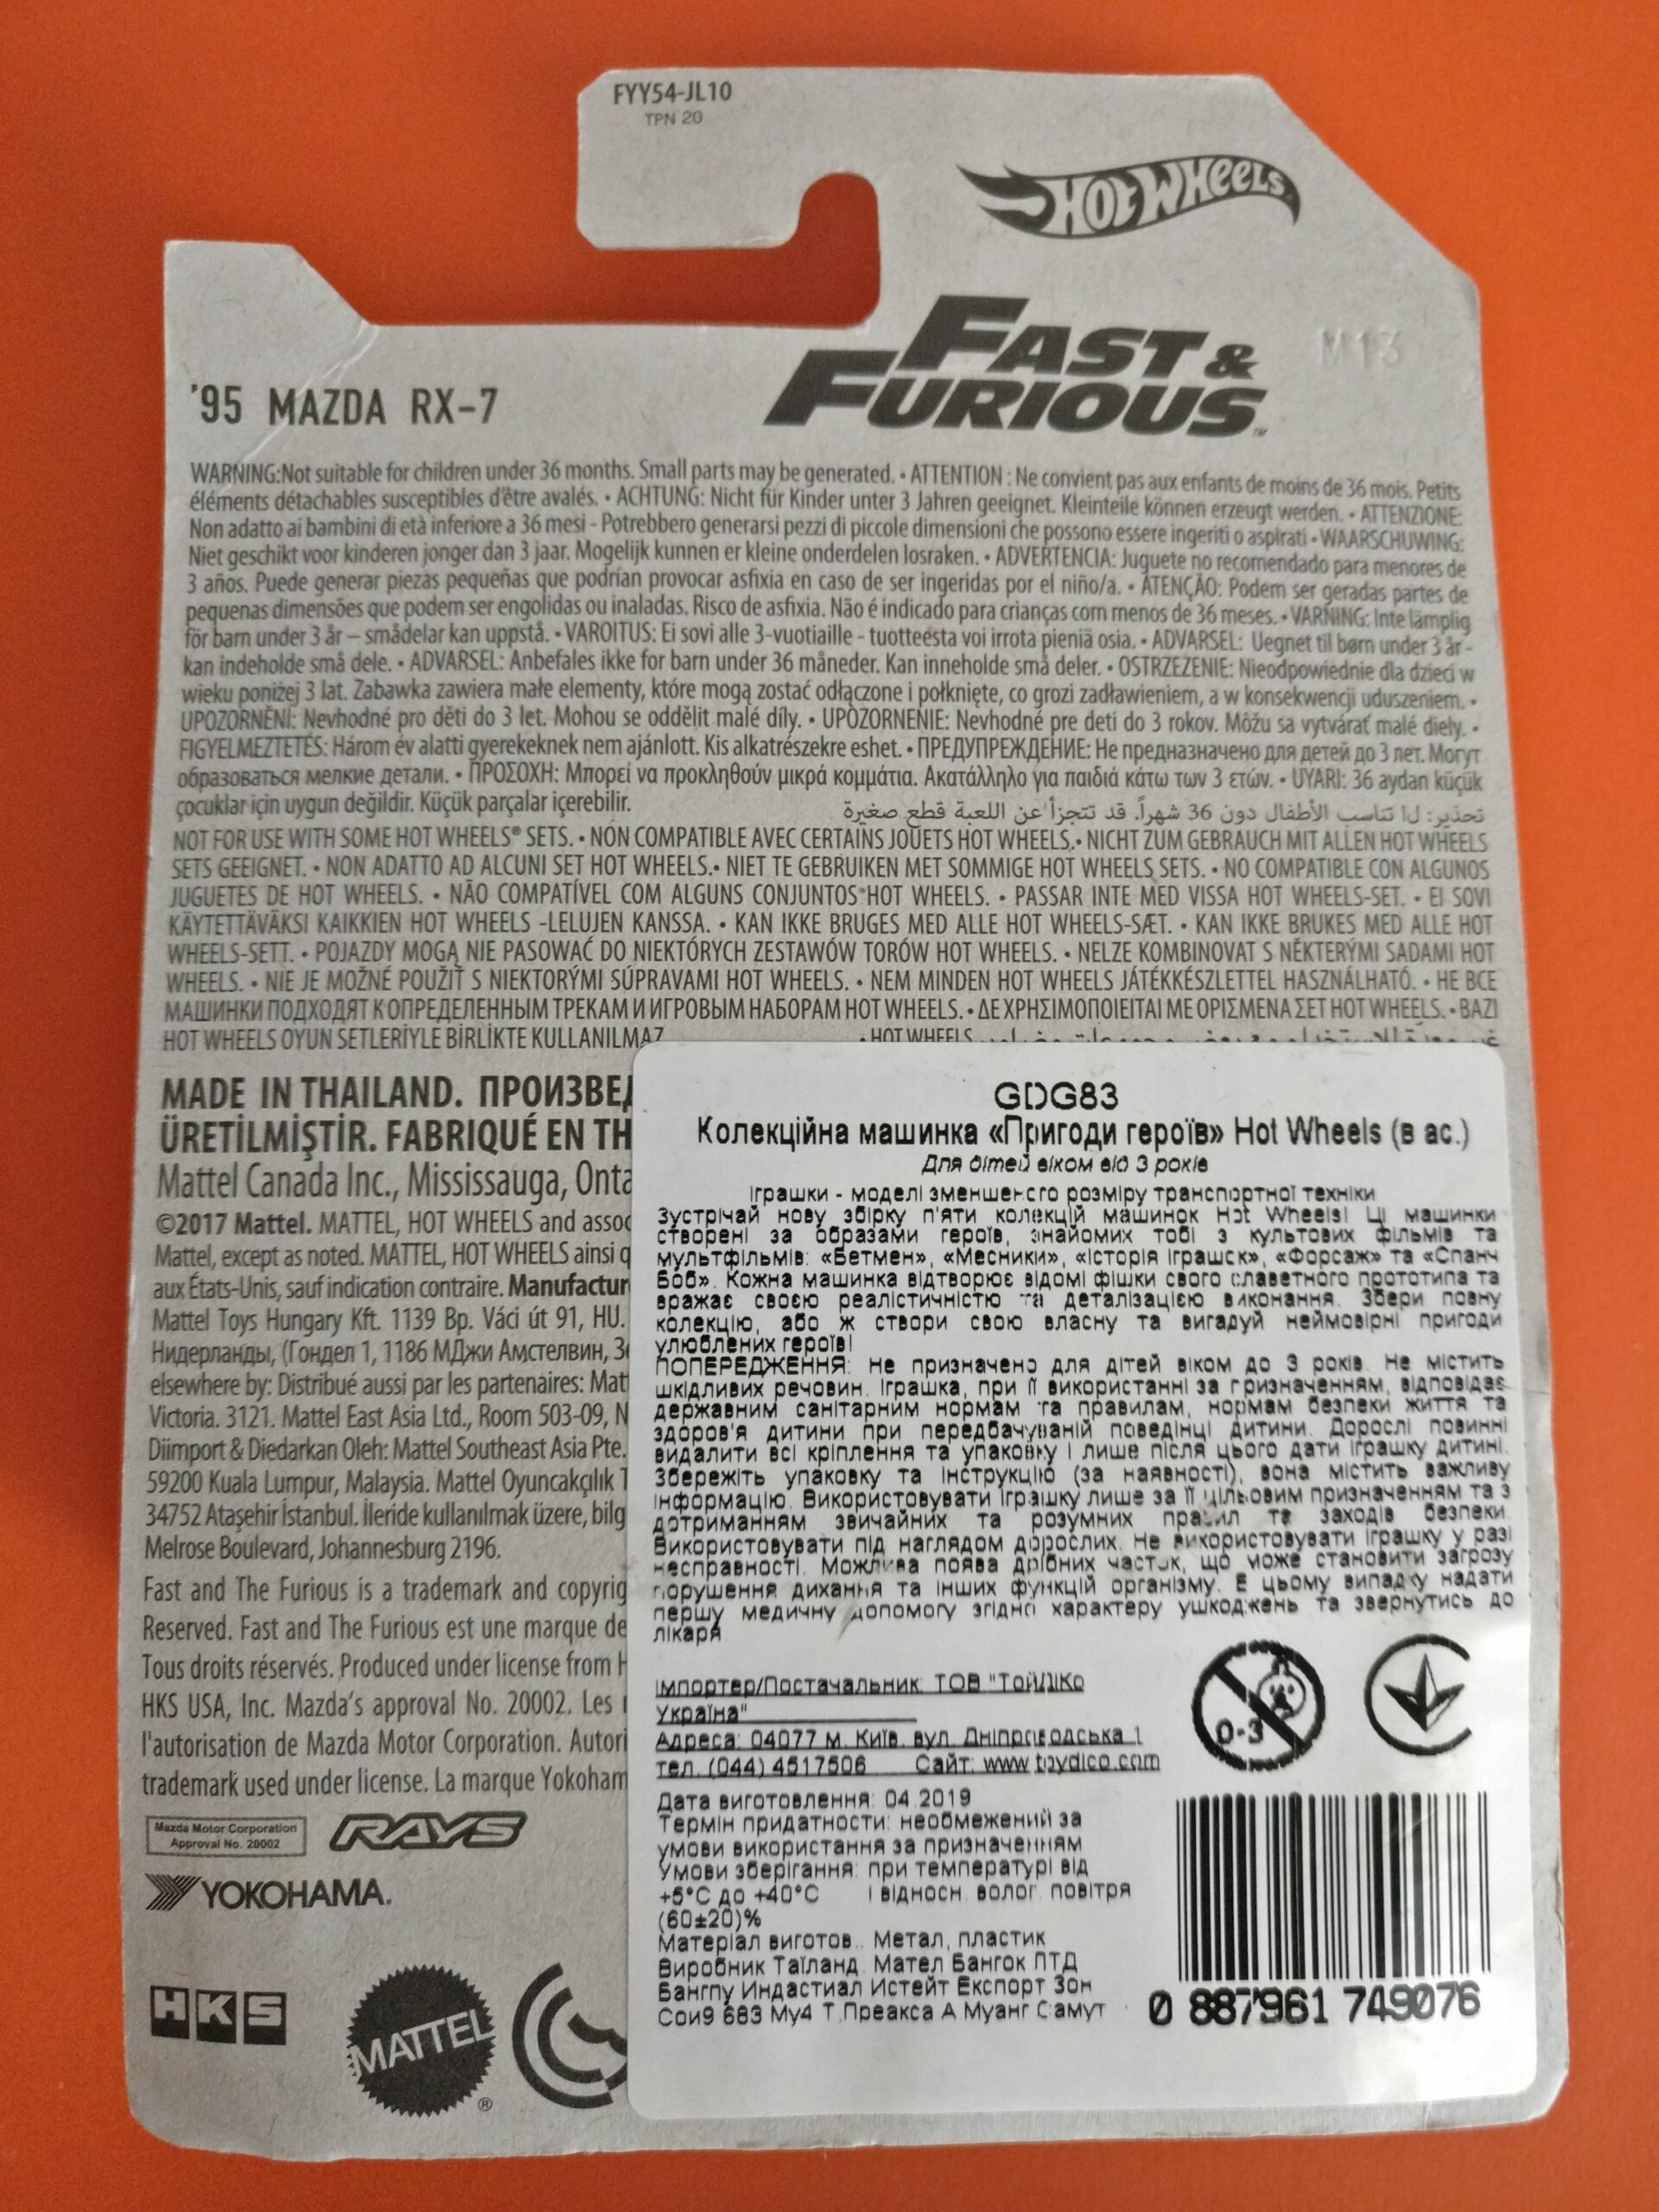 FYY54-JL10
TPN 20
HOT WHEELS
FAST &
FURIOUS
M13
'95 MAZDA RX-7
WARNING:Not suitable for children under 36 months. Small parts may be generated. • ATTENTION : Ne convient pas aux enfants de moins de 36 mois. Petits
éléments détachables susceptibles d'être avalés. • ACHTUNG: Nicht für Kinder unter 3 Jahren geeignet. Kleinteile können erzeugt werden. • ATTENZIONE:
Non adatto ai bambini di età inferiore a 36 mesi - Potrebbero generarsi pezzi di piccole dimensioni che possono essere ingeriti o aspirati • WAARSCHUWING:
Niet geschikt voor kinderen jonger dan 3 jaar. Mogelijk kunnen er kleine onderdelen losraken. • ADVERTENCIA: Juguete no recomendado para menores de
3 años. Puede generar piezas pequeñas que podrían provocar asfixia en caso de ser ingeridas por el niño/a. • ATENÇÃO: Podem ser geradas partes de
pequenas dimensões que podem ser engolidas ou inaladas. Risco de asfixia. Não é indicado para crianças com menos de 36 meses. • VARNING: Inte lämplig
för barn under 3 år – smådelar kan uppstå. • VAROITUS: Ei sovi alle 3-vuotiaille - tuotteesta voi irrota pieniä osia. • ADVARSEL: Uegnet til børn under 3 år -
kan indeholde små dele. • ADVARSEL: Anbefales ikke for barn under 36 måneder. Kan inneholde små deler. • OSTRZEŻENIE: Nieodpowiednie dla dzieci w
wieku poniżej 3 lat. Zabawka zawiera małe elementy, które mogą zostać odłączone i połknięte, co grozi zadławieniem, a w konsekwencji uduszeniem. •
UPOZORNĚNÍ: Nevhodné pro děti do 3 let. Mohou se oddělit malé díly. • UPOZORNENIE: Nevhodné pre deti do 3 rokov. Môžu sa vytvárať malé diely. •
FIGYELMEZTETÉS: Három év alatti gyerekeknek nem ajánlott. Kis alkatrészekre eshet. • ПРЕДУПРЕЖДЕНИЕ: Не предназначено для детей до 3 лет. Могут
образоваться мелкие детали. • ΠΡΟΣΟΧΗ: Μπορεί να προκληθούν μικρά κομμάτια. Ακατάλληλο για παιδιά κάτω των 3 ετών. • UYARI: 36 aydan küçük
çocuklar için uygun değildir. Küçük parçalar içerebilir. تحذير: لا تناسب الأطفال دون 36 شهراً. قد تتجزأ عن اللعبة قطع صغيرة
NOT FOR USE WITH SOME HOT WHEELS® SETS. • NON COMPATIBLE AVEC CERTAINS JOUETS HOT WHEELS. • NICHT ZUM GEBRAUCH MIT ALLEN HOT WHEELS
SETS GEEIGNET. • NON ADATTO AD ALCUNI SET HOT WHEELS.• NIET TE GEBRUIKEN MET SOMMIGE HOT WHEELS SETS. • NO COMPATIBLE CON ALGUNOS
JUGUETES DE HOT WHEELS. • NÃO COMPATÍVEL COM ALGUNS CONJUNTOS HOT WHEELS. • PASSAR INTE MED VISSA HOT WHEELS-SET. • EI SOVI
KÄYTETTÄVÄKSI KAIKKIEN HOT WHEELS -LELUJEN KANSSA. • KAN IKKE BRUGES MED ALLE HOT WHEELS-SÆT. • KAN IKKE BRUKES MED ALLE HOT
WHEELS-SETT. • POJAZDY MOGĄ NIE PASOWAĆ DO NIEKTÓRYCH ZESTAWÓW TORÓW HOT WHEELS. • NELZE KOMBINOVAT S NĚKTERÝMI SADAMI HOT
WHEELS. • NIE JE MOŽNÉ POUŽIŤ S NIEKTORÝMI SÚPRAVAMI HOT WHEELS. • NEM MINDEN HOT WHEELS JÁTÉKKÉSZLETTEL HASZNÁLHATÓ. • НЕ ВСЕ
МАШИНКИ ПОДХОДЯТ К ОПРЕДЕЛЕННЫМ ТРЕКАМ И ИГРОВЫМ НАБОРАМ HOT WHEELS. • ΔΕ ΧΡΗΣΙΜΟΠΟΙΕΙΤΑΙ ΜΕ ΟΡΙΣΜΕΝΑ ΣΕΤ HOT WHEELS. • BAZI
HOT WHEELS OYUN SETLERİYLE BİRLİKTE KULLANILMAZ • HOT WHEELS
MADE IN THAILAND. ПРОИЗВЕД
ÜRETİLMİŞTİR. FABRIQUÉ EN TH
Mattel Canada Inc., Mississauga, Onta
©2017 Mattel. MATTEL, HOT WHEELS and assoc
Mattel, except as noted. MATTEL, HOT WHEELS ainsi q
aux États-Unis, sauf indication contraire. Manufactur
Mattel Toys Hungary Kft. 1139 Bp. Váci út 91, HU.
Нидерланды, (Гондел 1, 1186 МДжи Амстелвин, Э
elsewhere by: Distribué aussi par les partenaires: Mat
Victoria. 3121. Mattel East Asia Ltd., Room 503-09, N
Diimport & Diedarkan Oleh: Mattel Southeast Asia Pte.
59200 Kuala Lumpur, Malaysia. Mattel Oyuncakçılık T
34752 Ataşehir İstanbul. İleride kullanılmak üzere, bilg
Melrose Boulevard, Johannesburg 2196.
Fast and The Furious is a trademark and copyrig
Reserved. Fast and The Furious est une marque de
Tous droits réservés. Produced under license from H
HKS USA, Inc. Mazda's approval No. 20002. Les
l'autorisation de Mazda Motor Corporation. Autori
trademark used under license. La marque Yokoham
Mazda Motor Corporation
Approval No. 20002
RAYS
YOKOHAMA.
HKS
MATTEL ®
GDG83
Колекційна машинка «Пригоди героїв» Hot Wheels (в ас.)
Для дітей віком від 3 років
Іграшки - моделі зменшеного розміру транспортної техніки
Зустрічай нову збірку п'яти колекцій машинок Hot Wheels! Ці машинки
створені за образами героїв, знайомих тобі з культових фільмів та
мультфільмів: «Бетмен», «Месники», «Історія іграшок», «Форсаж» та «Спанч
Боб». Кожна машинка відтворює відомі фішки свого славетного прототипа та
вражає своєю реалістичністю та деталізацією виконання. Збери повну
колекцію, або ж створи свою власну та вигадуй неймовірні пригоди
улюблених героїв!
ПОПЕРЕДЖЕННЯ: Не призначено для дітей віком до 3 років. Не містить
шкідливих речовин. Іграшка, при її використанні за призначенням, відповідає
державним санітарним нормам та правилам, нормам безпеки життя та
здоров'я дитини при передбачуваній поведінці дитини. Дорослі повинні
видалити всі кріплення та упаковку і лише після цього дати іграшку дитині.
Збережіть упаковку та інструкцію (за наявності), вона містить важливу
інформацію. Використовувати іграшку лише за її цільовим призначенням та з
дотриманням звичайних та розумних правил та заходів безпеки.
Використовувати під наглядом дорослих. Не використовувати іграшку у разі
несправності. Можлива поява дрібних часток, що може становити загрозу
порушення дихання та інших функцій організму. В цьому випадку надати
першу медичну допомогу згідно характеру ушкоджень та звернутись до
лікаря
Імпортер/Постачальник: ТОВ "ТойДіКо
Україна"
Адреса: 04077 м. Київ, вул. Дніпроводська 1
тел. (044) 4517506 Сайт: www.toydico.com
0-3
Дата виготовлення: 04.2019
Термін придатности: необмежений за
умови використання за призначенням
Умови зберігання: при температурі від
+5°C до +40°C і відносн. волог. повітря
(60±20)%
Матеріал виготов.. Метал, пластик
Виробник Таїланд. Мател Бангок ПТД
Бангпу Индастиал Истейт Експорт Зон
Сои9 683 Му4 Т.Преакса А.Муанг Самут
0 887961 749076